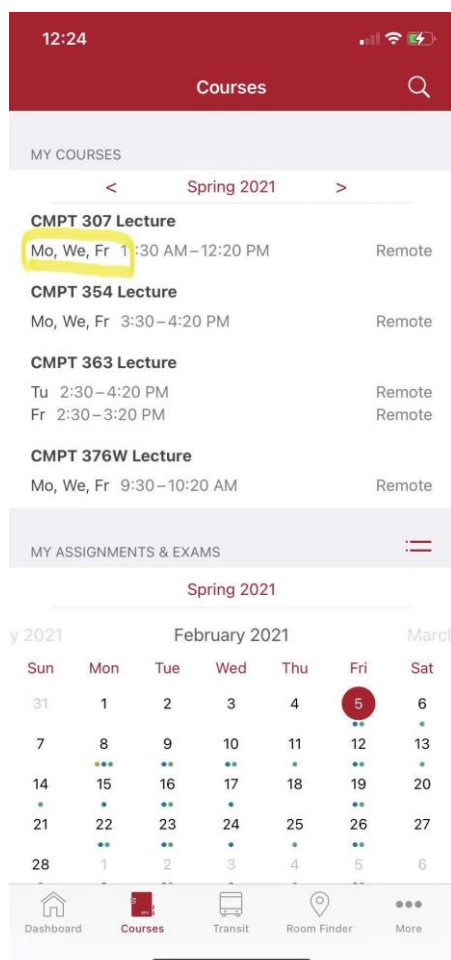 12:24
Courses
MY COURSES
< Spring 2021 >
CMPT 307 Lecture
Mo, We, Fr 1 :30 AM–12:20 PM Remote
CMPT 354 Lecture
Mo, We, Fr 3:30–4:20 PM Remote
CMPT 363 Lecture
Tu 2:30–4:20 PM Remote
Fr 2:30–3:20 PM Remote
CMPT 376W Lecture
Mo, We, Fr 9:30–10:20 AM Remote
MY ASSIGNMENTS & EXAMS
Spring 2021
y 2021 February 2021 March
Sun Mon Tue Wed Thu Fri Sat
31 1 2 3 4 5 6
7 8 9 10 11 12 13
14 15 16 17 18 19 20
21 22 23 24 25 26 27
28 1 2 3 4 5 6
Dashboard Courses Transit Room Finder More